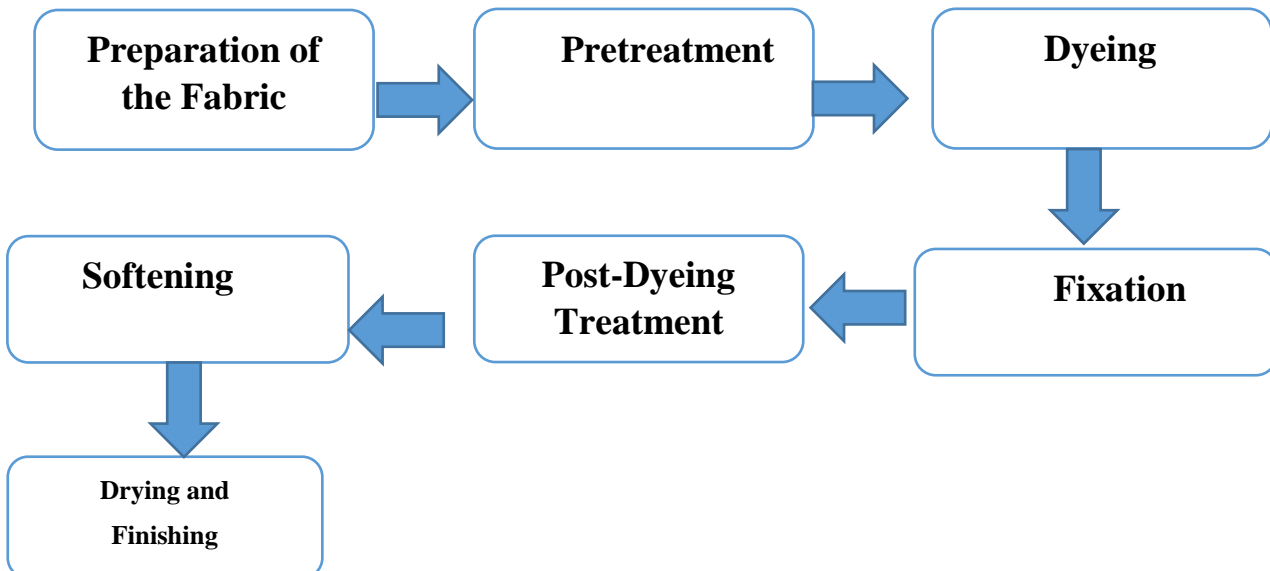 Preparation of
the Fabric
Pretreatment
Dyeing
Fixation
Post-Dyeing
Treatment
Softening
Drying and
Finishing